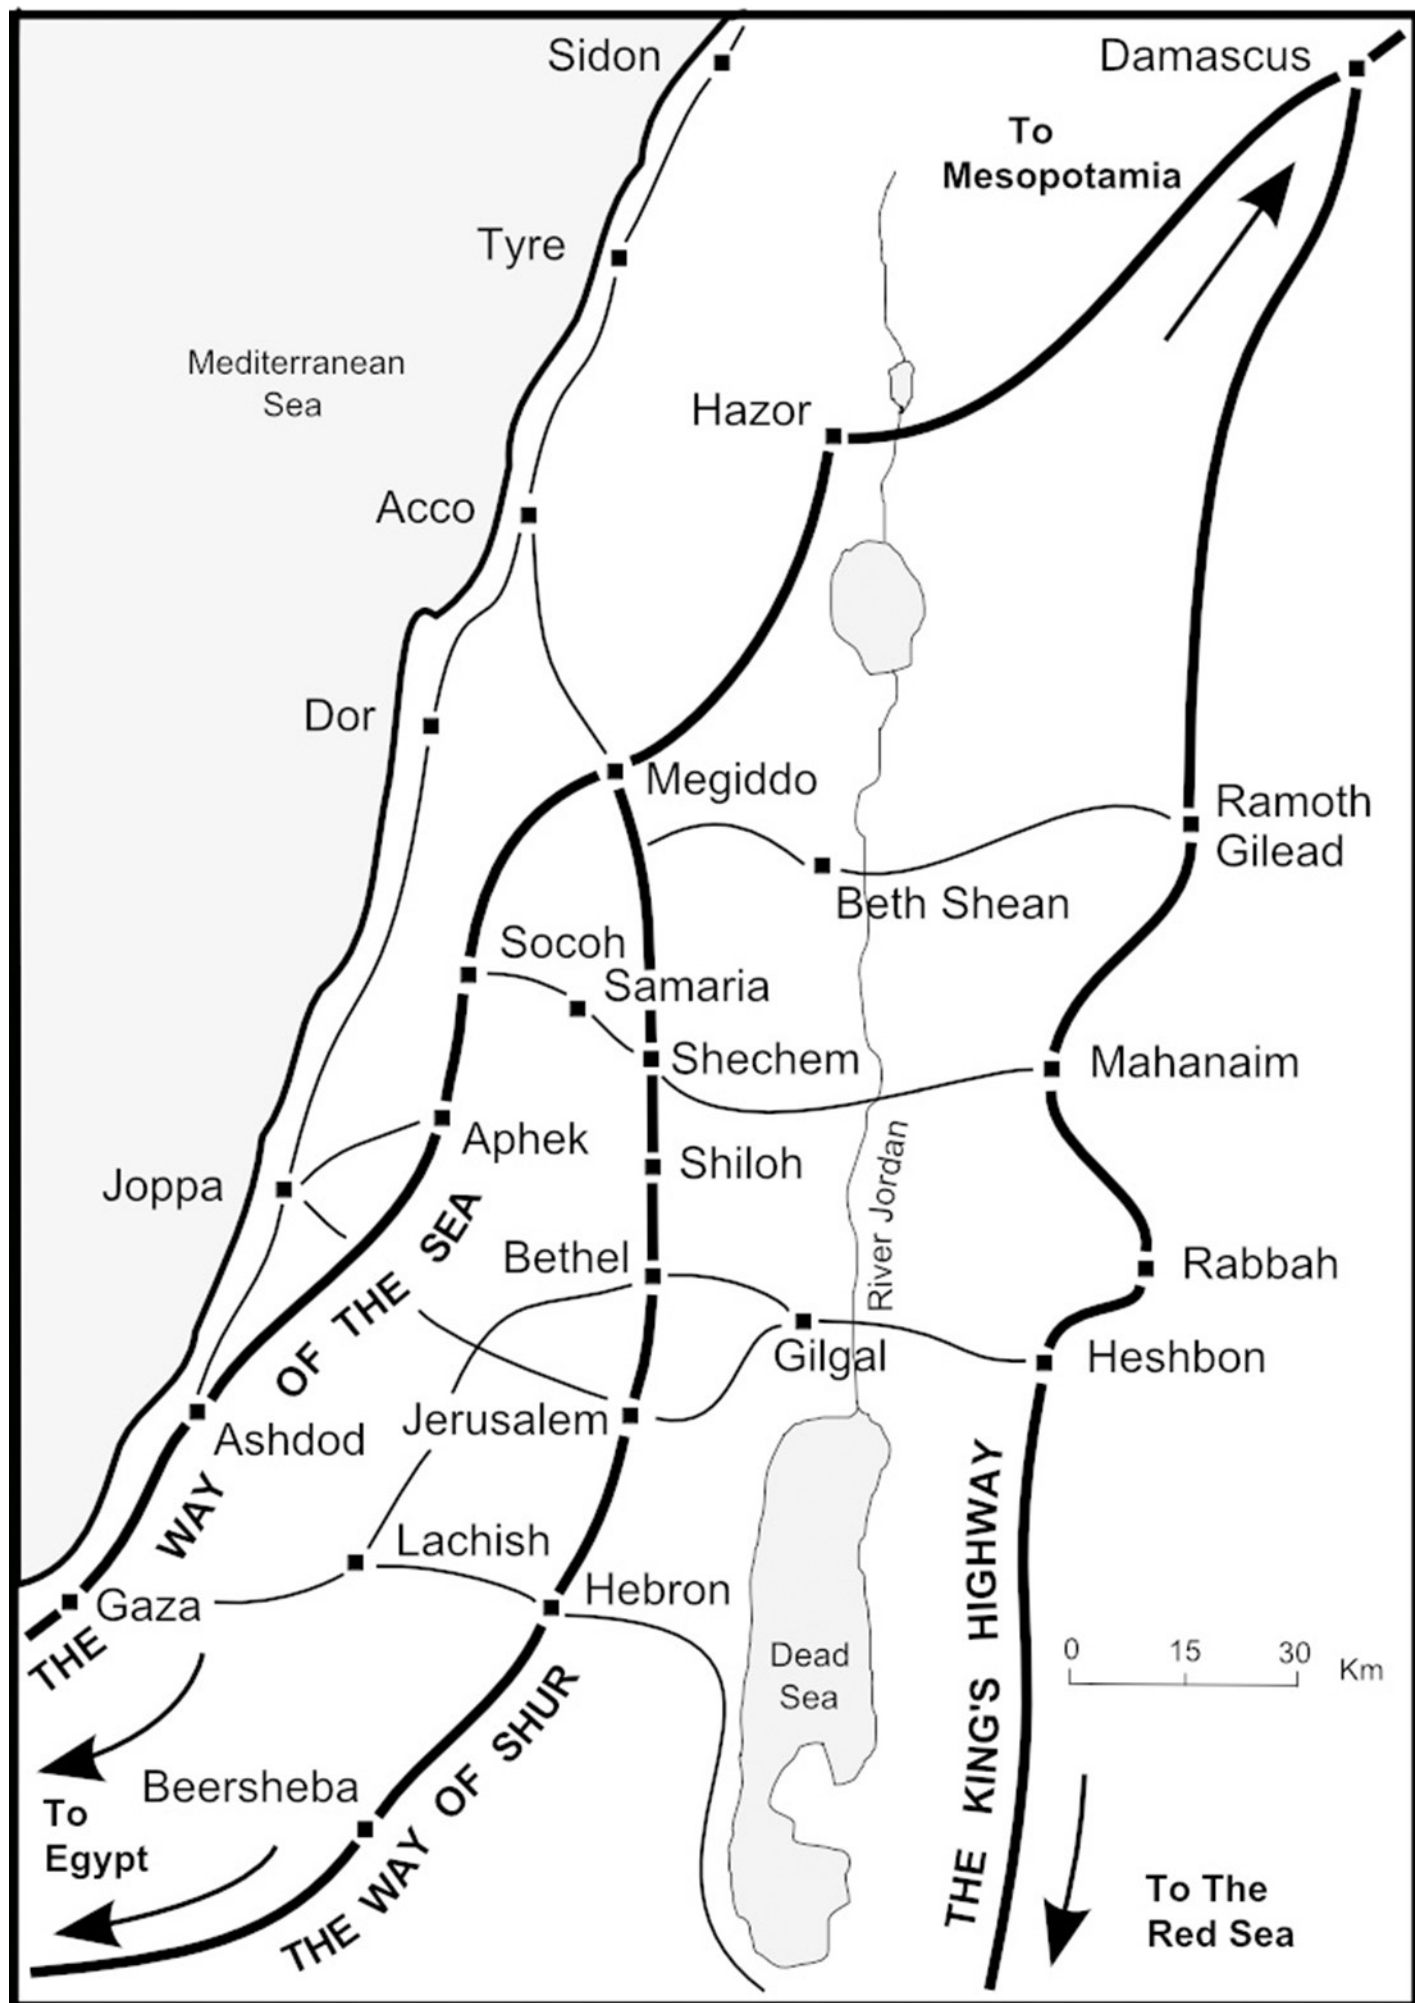 Sidon
Damascus
To
Mesopotamia
Tyre
Mediterranean
Sea
Hazor
Acco
Dor
Megiddo
Ramoth
Gilead
Beth Shean
Socoh
Samaria
Shechem
Mahanaim
Aphek
Shiloh
Joppa
River Jordan
Bethel
Rabbah
Gilgal
Heshbon
Jerusalem
Ashdod
THE WAY OF THE SEA
Lachish
Hebron
Gaza
THE KING'S HIGHWAY
Dead
Sea
0 15 30 Km
Beersheba
THE WAY OF SHUR
To
Egypt
To The
Red Sea